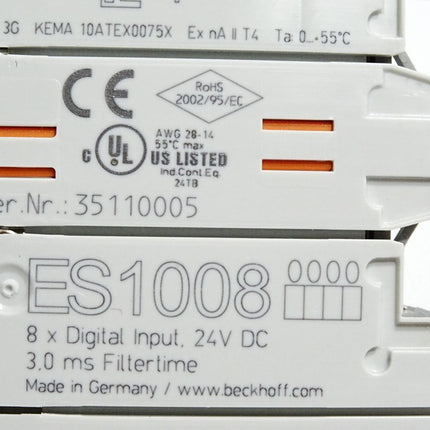 3G KEMA 10ATEX0075X Ex nA II T4 Ta: 0...+55°C
CE
RoHS
2002/95/EC
c UL US LISTED
AWG 28-14
55°C max
Ind.Cont.Eq.
24TB
er.Nr.: 35110005
ES1008 0000
8 x Digital Input, 24V DC
3.0 ms Filtertime
Made in Germany / www.beckhoff.com